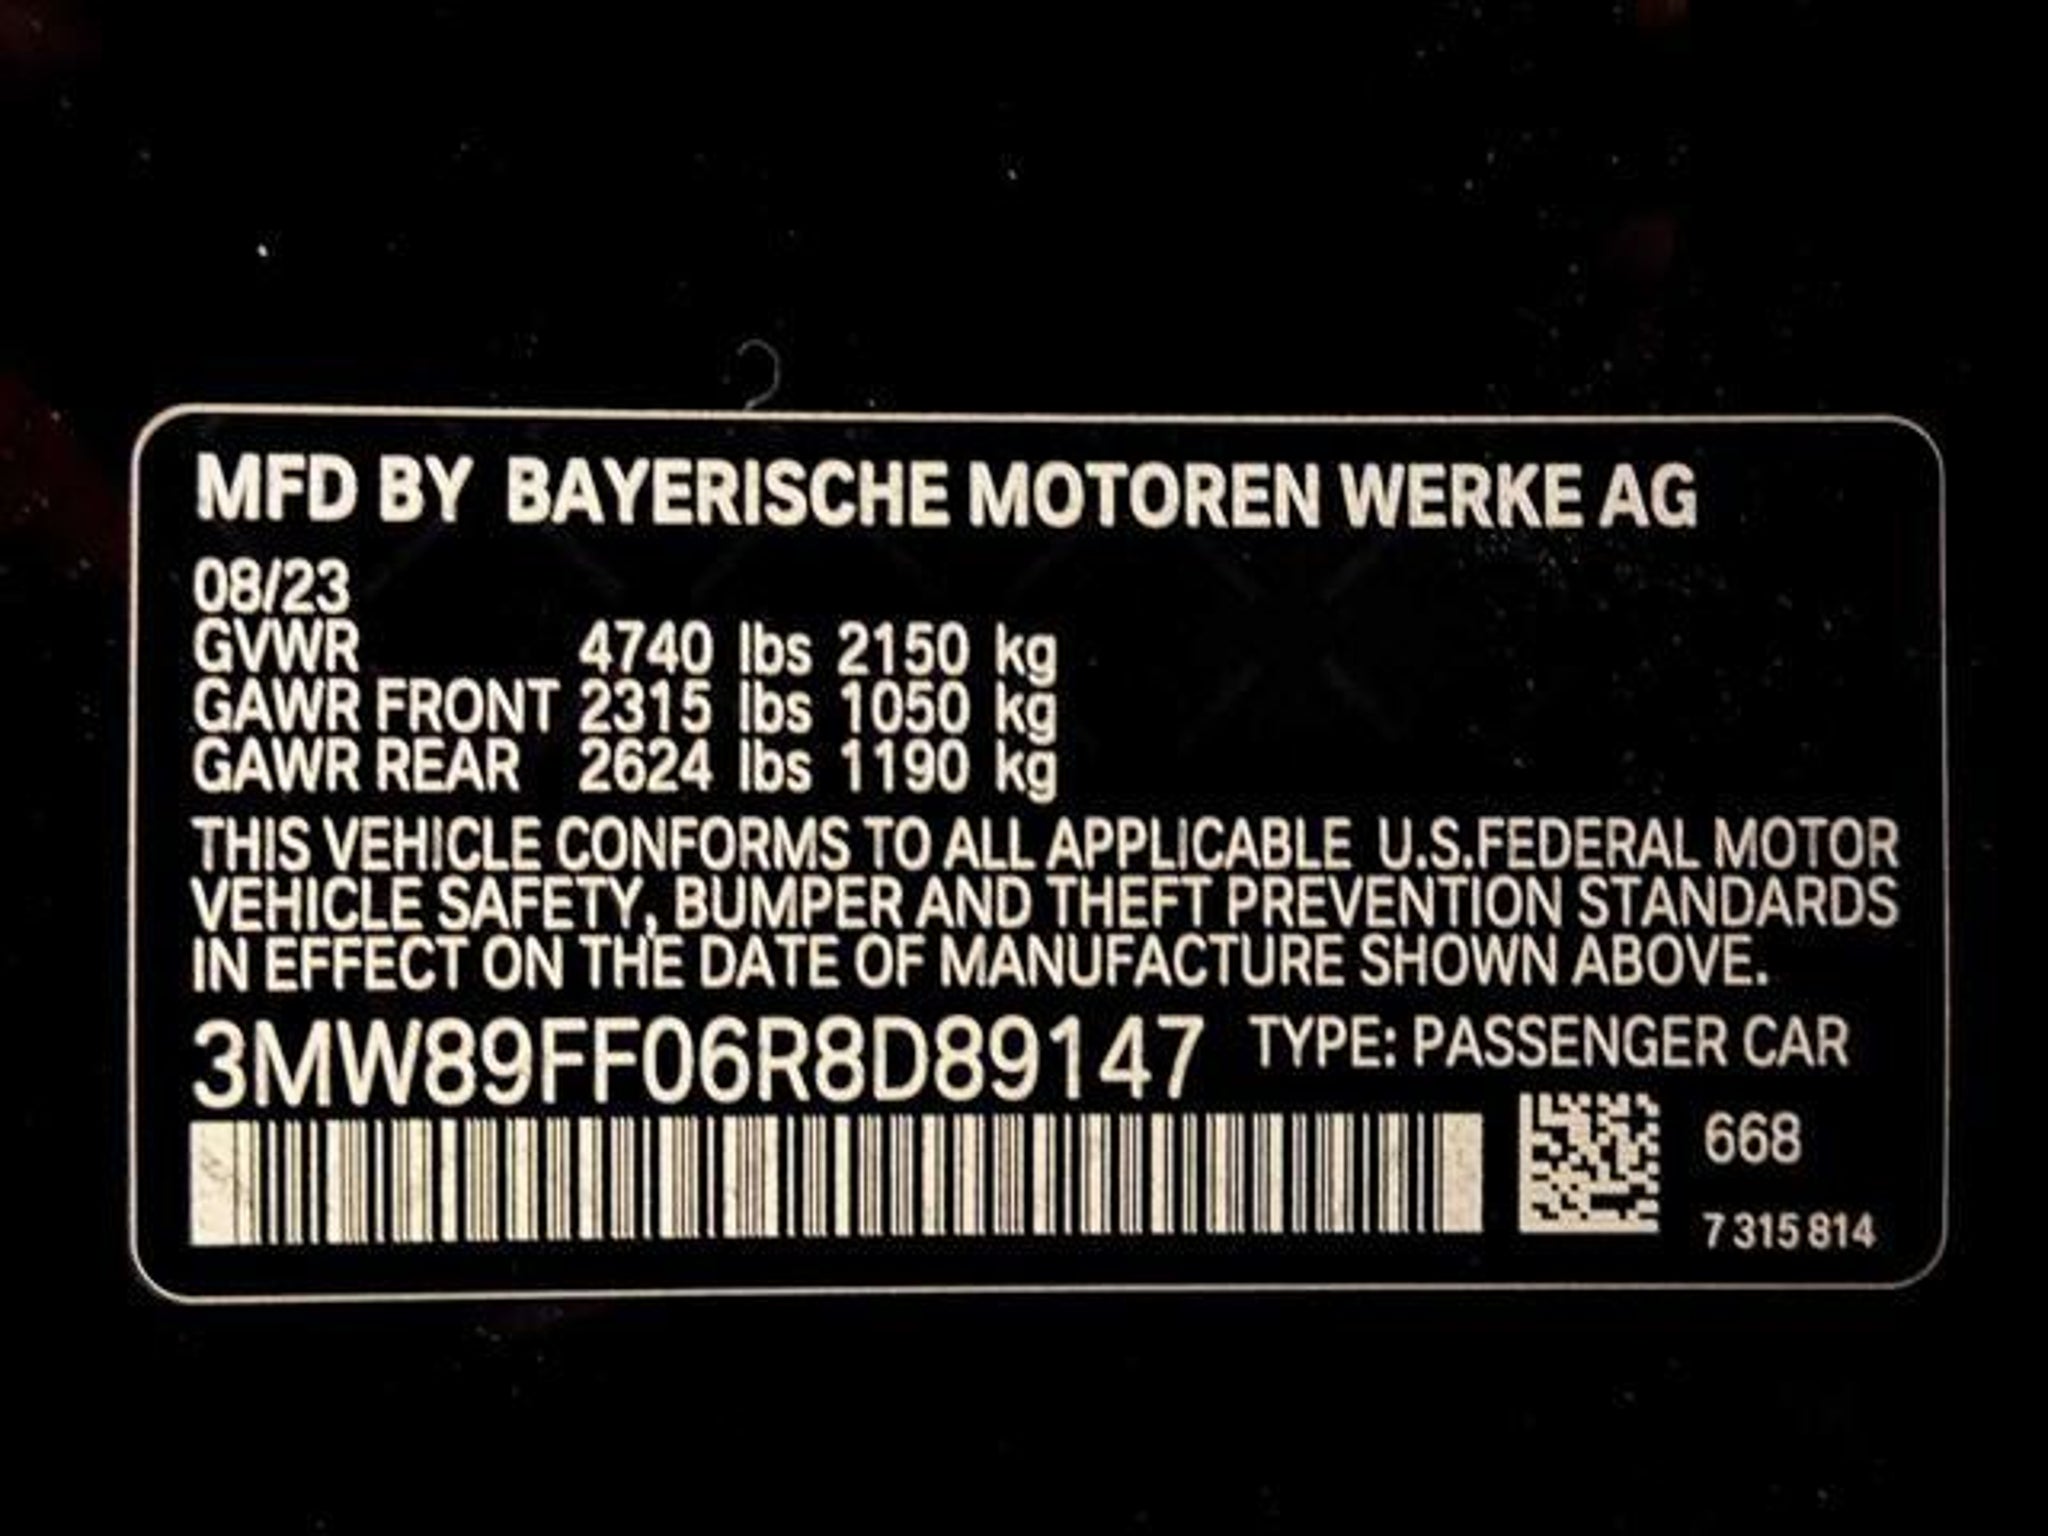 MFD BY BAYERISCHE MOTOREN WERKE AG
08/23
GVWR 4740 lbs 2150 kg
GAWR FRONT 2315 lbs 1050 kg
GAWR REAR 2624 lbs 1190 kg
THIS VEHICLE CONFORMS TO ALL APPLICABLE U.S.FEDERAL MOTOR
VEHICLE SAFETY, BUMPER AND THEFT PREVENTION STANDARDS
IN EFFECT ON THE DATE OF MANUFACTURE SHOWN ABOVE.
3MW89FF06R8D89147 TYPE: PASSENGER CAR
668
7 315 814